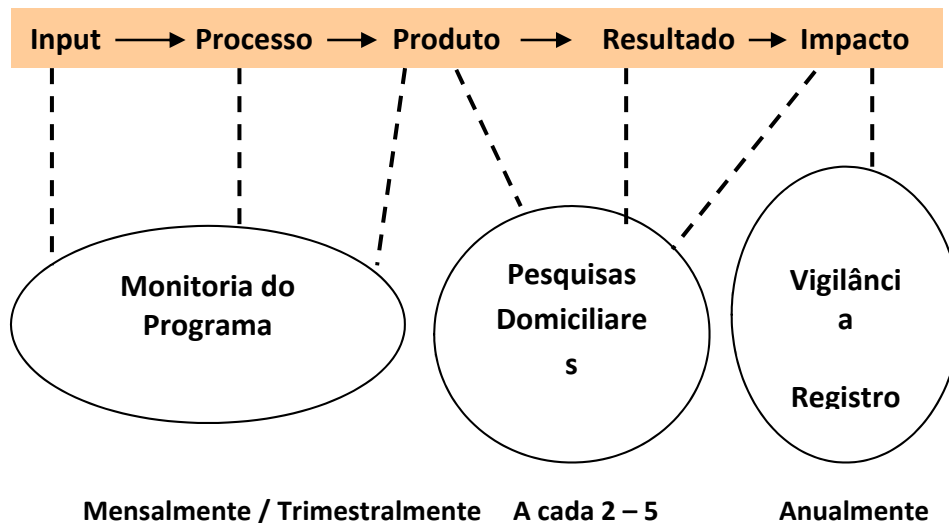 Input Processo Produto Resultado Impacto
Monitoria do
Programa
Pesquisas
Domiciliare
s
Vigilânci
a
Registro
Mensalmente / Trimestralmente A cada 2 – 5 Anualmente